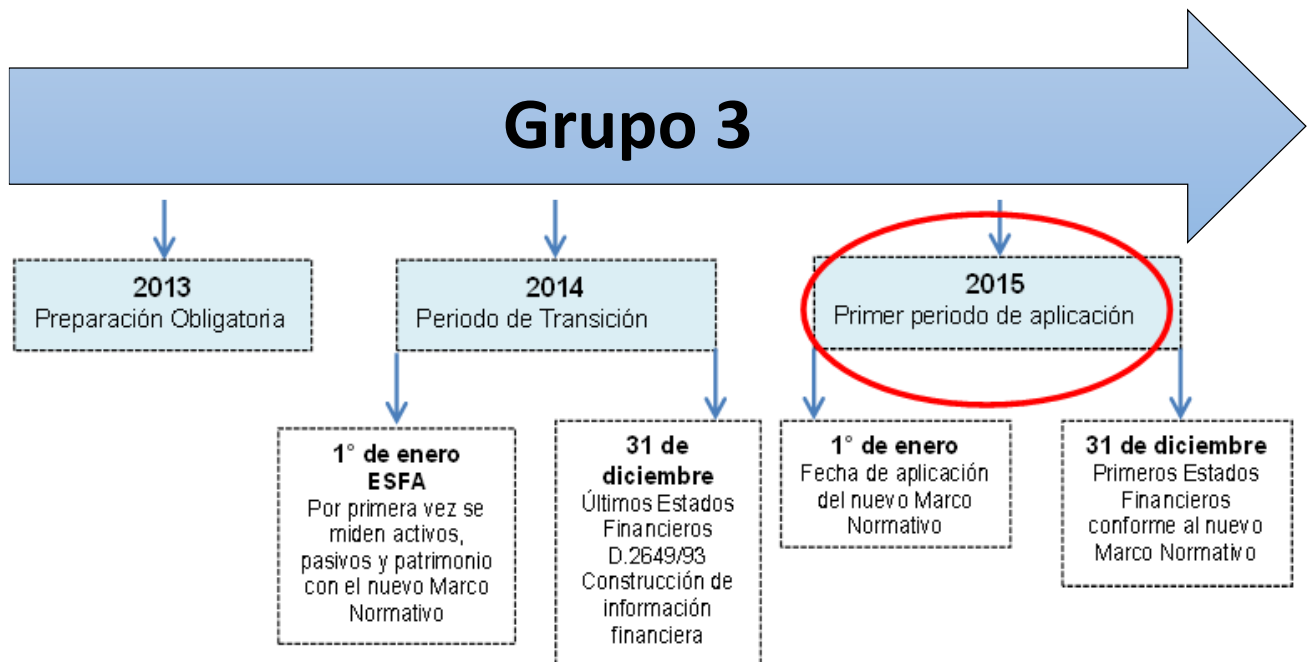 Grupo 3
2013
Preparación Obligatoria
2014
Periodo de Transición
2015
Primer periodo de aplicación
1° de enero
ESFA
Por primera vez se
miden activos,
pasivos y patrimonio
con el nuevo Marco
Normativo
31 de
diciembre
Últimos Estados
Financieros
D.2649/93
Construcción de
información
financiera
1° de enero
Fecha de aplicación
del nuevo Marco
Normativo
31 de diciembre
Primeros Estados
Financieros
conforme al nuevo
Marco Normativo